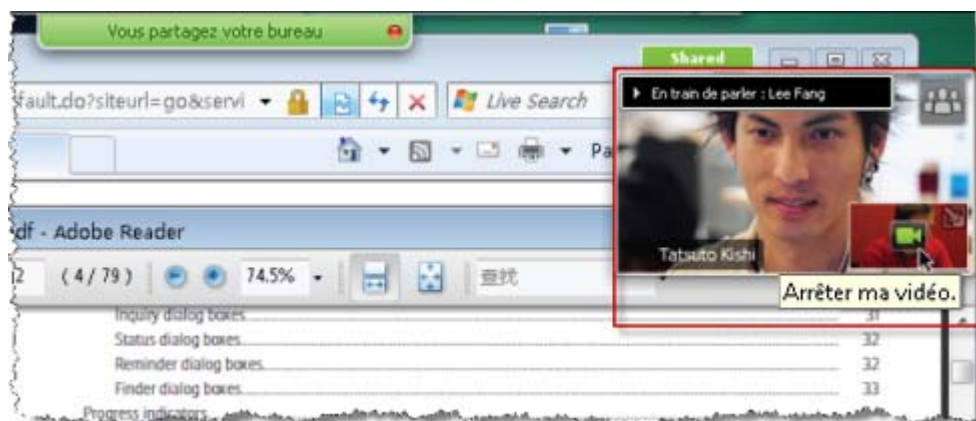 Vous partagez votre bureau
Shared
fault.do?siteurl=go&servi
Live Search
En train de parler : Lee Fang
Pa
df - Adobe Reader
Tatsuto Kishi
2 (4 / 79) 74.5% 查找
Arrêter ma vidéo.
Inquiry dialog boxes 31
Status dialog boxes 32
Reminder dialog boxes 32
Finder dialog boxes 33
Progress indicators